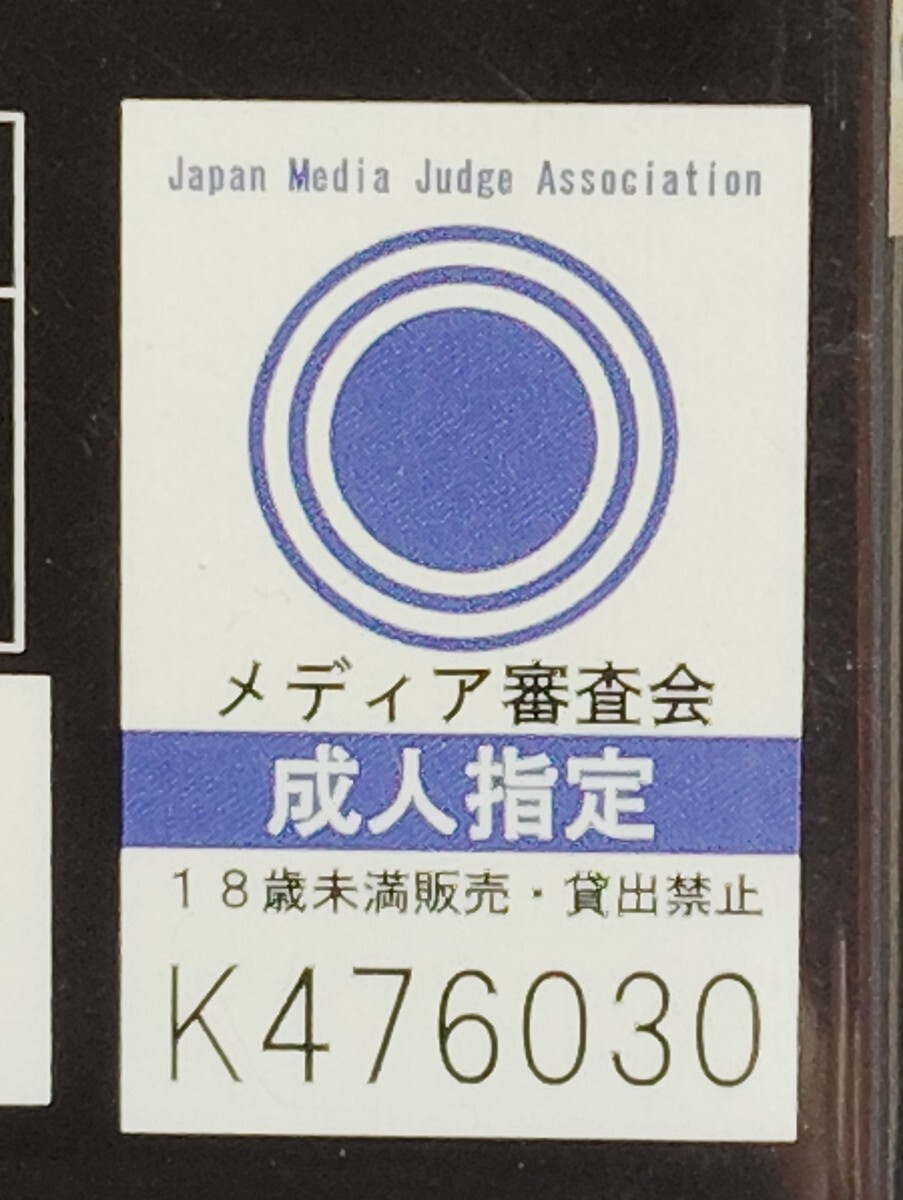 Japan Media Judge Association
メディア審査会
成人指定
１８歳未満販売・貸出禁止
K476030